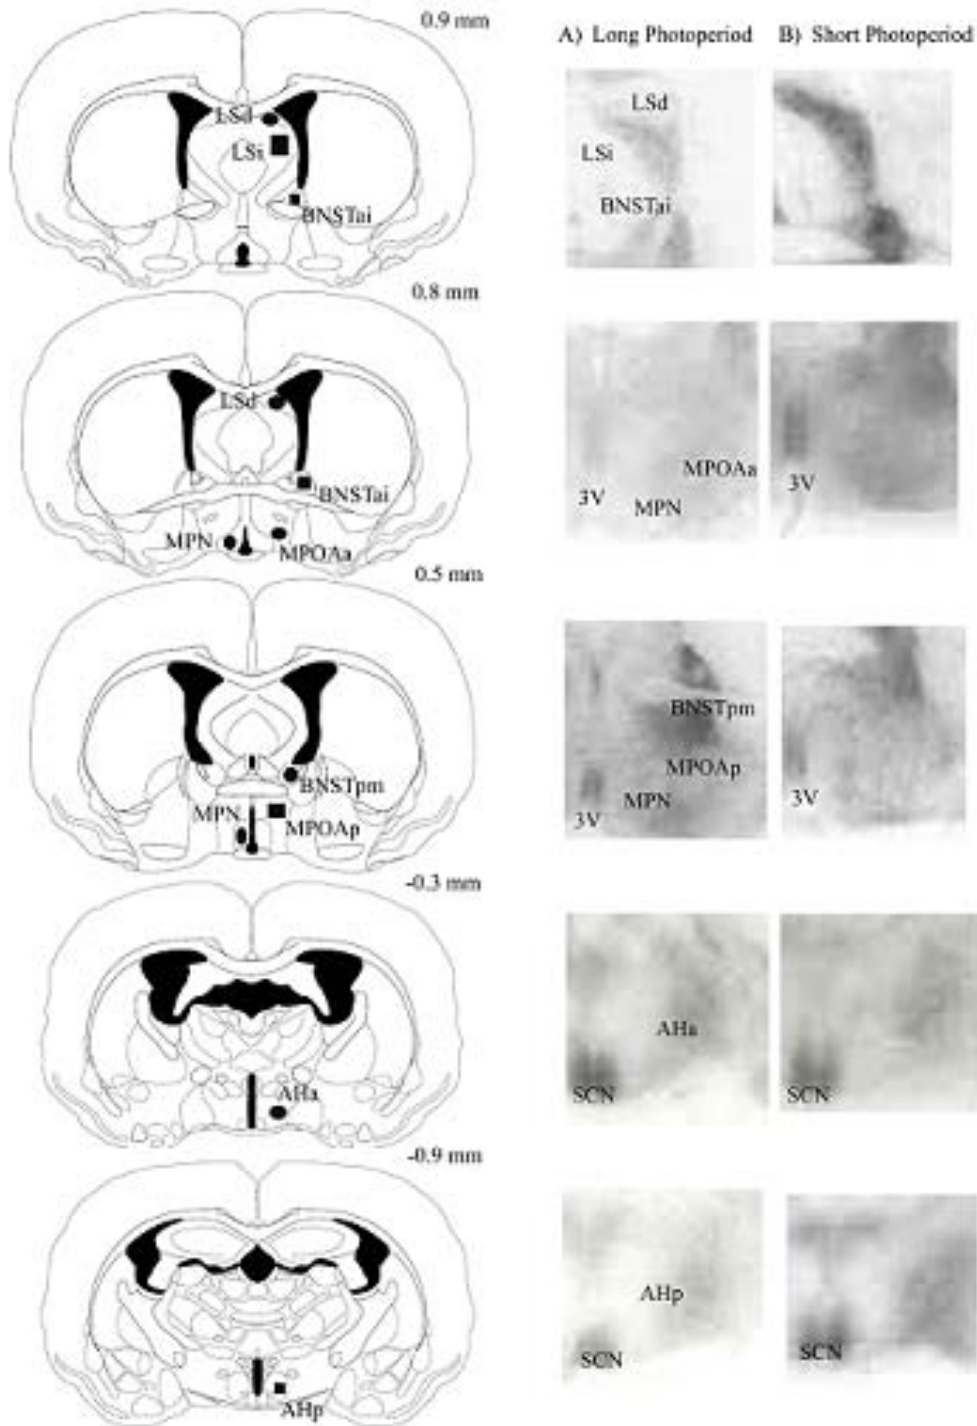 0.9 mm
A) Long Photoperiod B) Short Photoperiod
LSd
LSi
BNSTai
LSd
LSi
BNSTai
0.8 mm
LSd
BNSTai
MPN
MPOAa
MPOAa
3V
MPN
3V
0.5 mm
BNSTpm
MPN
MPOAp
BNSTpm
MPOAp
MPN
3V
3V
-0.3 mm
AHa
AHa
SCN
SCN
-0.9 mm
AHp
AHp
SCN
SCN